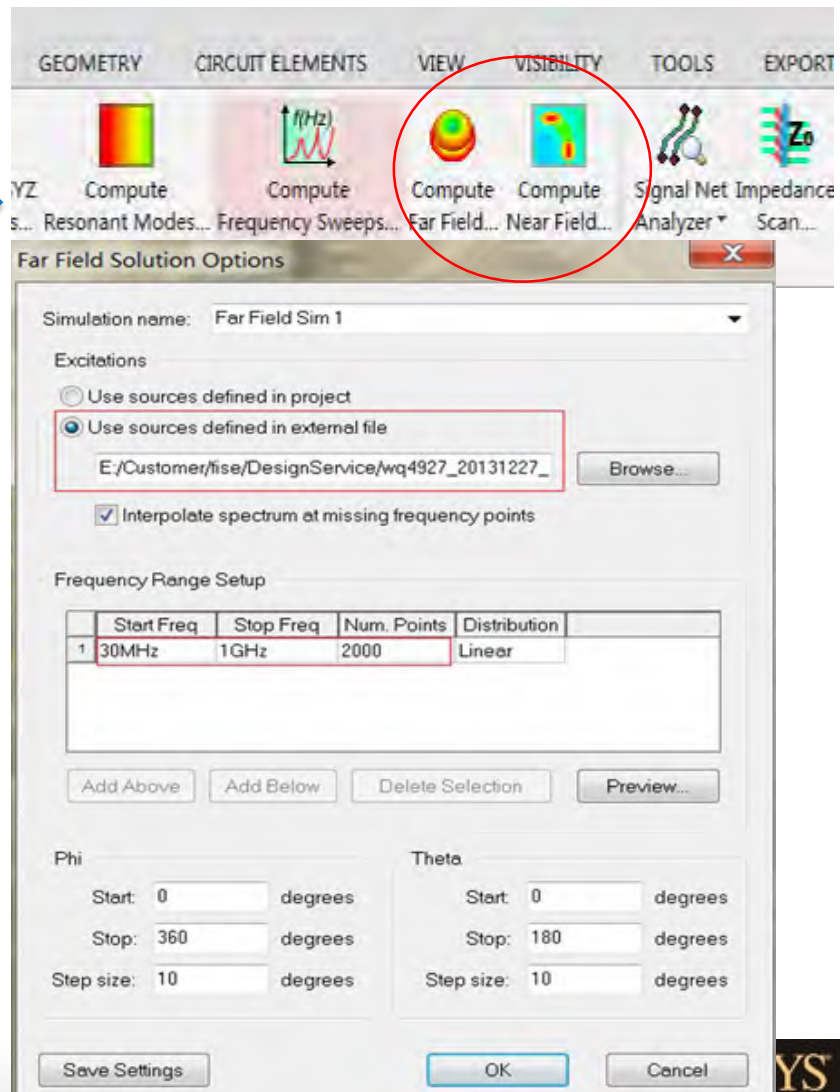 GEOMETRY CIRCUIT ELEMENTS VIEW VISIBILITY TOOLS EXPORT
f(Hz) Z0
YZ Compute Compute Compute Compute Signal Net Impedance
s... Resonant Modes... Frequency Sweeps... Far Field... Near Field... Analyzer Scan...
Far Field Solution Options
Simulation name: Far Field Sim 1
Excitations
Use sources defined in project
Use sources defined in external file
E:/Customer/fise/DesignService/wq4927_20131227_ Browse...
Interpolate spectrum at missing frequency points
Frequency Range Setup
Start Freq Stop Freq Num. Points Distribution
1 30MHz 1GHz 2000 Linear
Add Above Add Below Delete Selection Preview...
Phi Theta
Start: 0 degrees Start: 0 degrees
Stop: 360 degrees Stop: 180 degrees
Step size: 10 degrees Step size: 10 degrees
Save Settings OK Cancel
YS